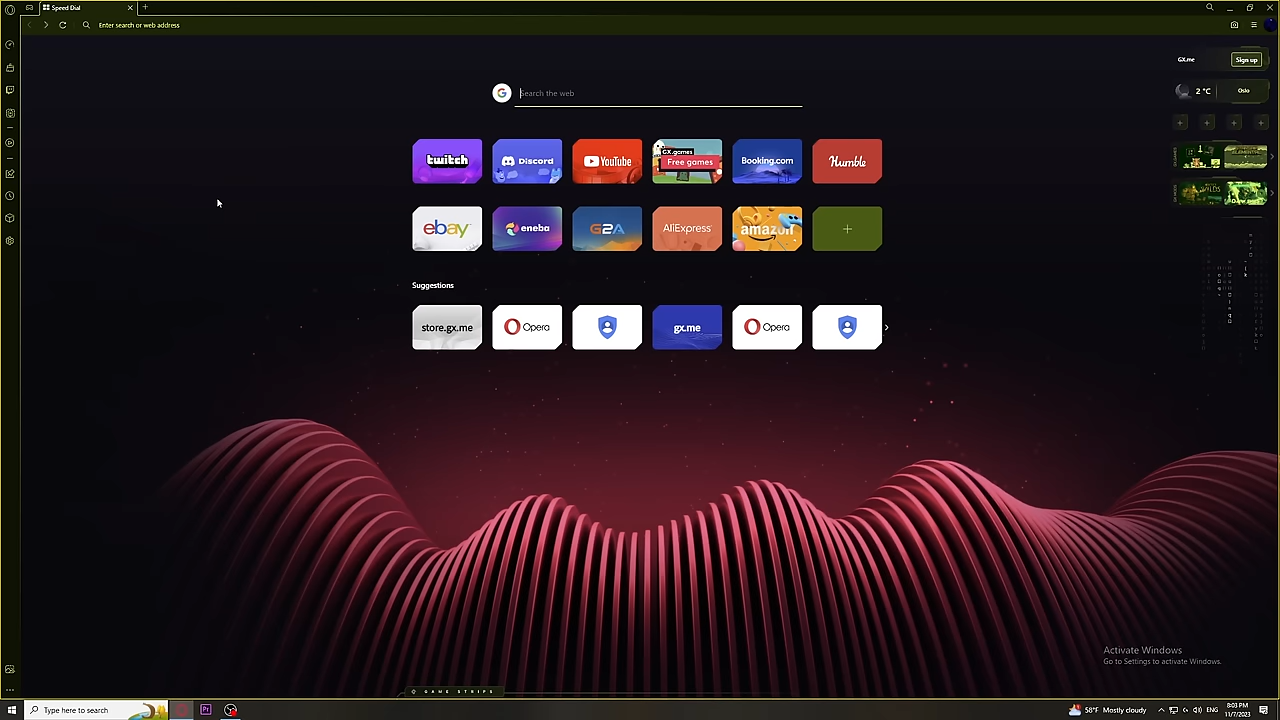 Speed Dial
Enter search or web address
GX.me
Sign up
2 °C
Oslo
Search the web
twitch
Discord
YouTube
GX.games
Free games
Booking.com
Humble
ebay
eneba
G2A
AliExpress
amazon
Suggestions
store.gx.me
Opera
gx.me
Opera
Activate Windows
Go to Settings to activate Windows.
GAME STRIPS
Type here to search
Pr
58°F Mostly cloudy
ENG
8:03 PM
11/7/2023